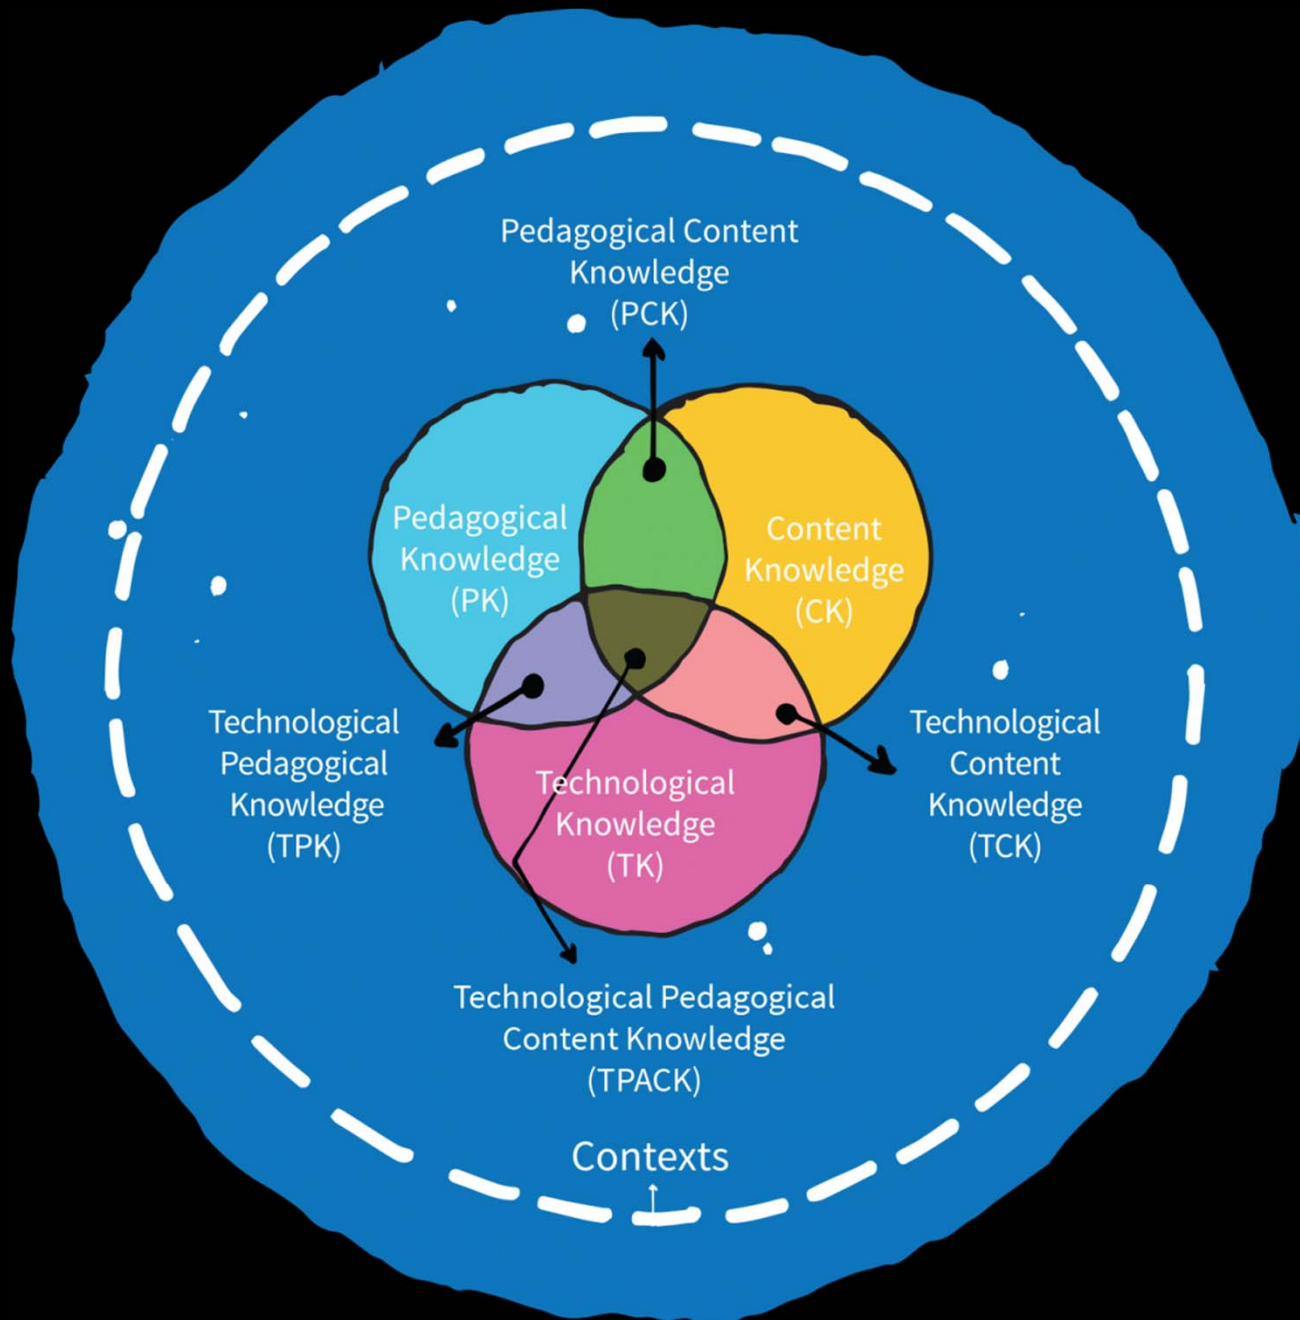 Pedagogical Content
Knowledge
(PCK)
Pedagogical
Knowledge
(PK)
Content
Knowledge
(CK)
Technological
Pedagogical
Knowledge
(TPK)
Technological
Content
Knowledge
(TCK)
Technological
Knowledge
(TK)
Technological Pedagogical
Content Knowledge
(TPACK)
Contexts